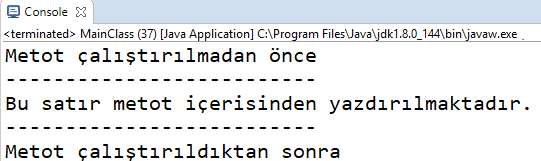 Console
<terminated> MainClass (37) [Java Application] C:\Program Files\Java\jdk1.8.0_144\bin\javaw.exe
Metot çalıştırılmadan önce
---------------------------
Bu satır metot içerisinden yazdırılmaktadır.
---------------------------
Metot çalıştırıldıktan sonra